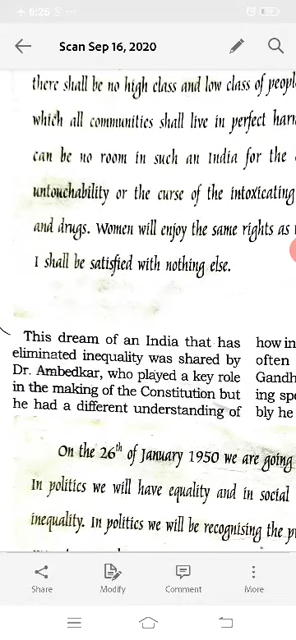 6:25
Scan Sep 16, 2020
there shall be no high class and low class of
which all communities shall live in perfect
can be no room in such an India for the
untouchability or the curse of the intoxicating
and drugs. Women will enjoy the same rights as
I shall be satisfied with nothing else.
This dream of an India that has
eliminated inequality was shared by
Dr. Ambedkar, who played a key role
in the making of the Constitution but
he had a different understanding of
how in
often
Gandh
ing sp
bly he
On the 26th of January 1950 we are going
In politics we will have equality and in social
inequality. In politics we will be recognising the
Share
Modify
Comment
More